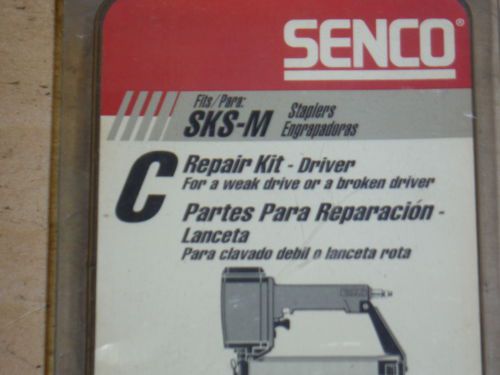 SENCO®
Fits/Para:
SKS-M
Staplers
Engrapadoras
C
Repair Kit - Driver
For a weak drive or a broken driver
Partes Para Reparación -
Lanceta
Para clavado debil o lanceta rota